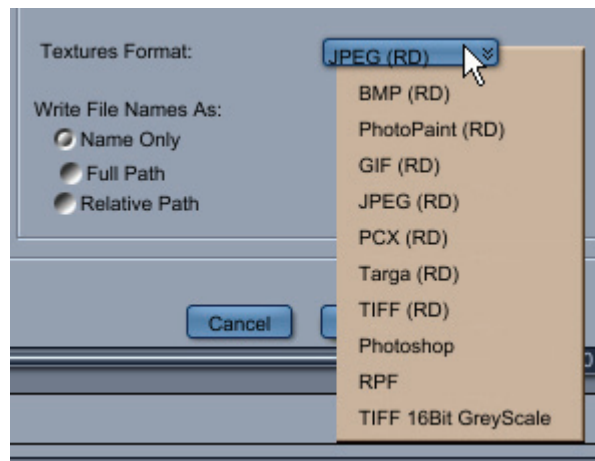 Textures Format:
JPEG (RD)
BMP (RD)
PhotoPaint (RD)
GIF (RD)
JPEG (RD)
PCX (RD)
Targa (RD)
TIFF (RD)
Photoshop
RPF
TIFF 16Bit GreyScale
Write File Names As:
Name Only
Full Path
Relative Path
Cancel